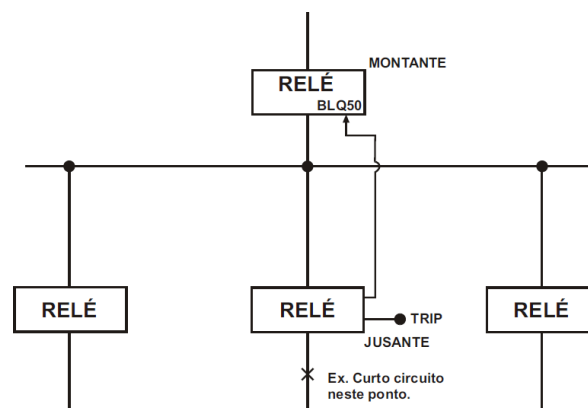 MONTANTE
RELÉ
BLQ50
RELÉ
RELÉ
RELÉ
TRIP
JUSANTE
Ex. Curto circuito
neste ponto.